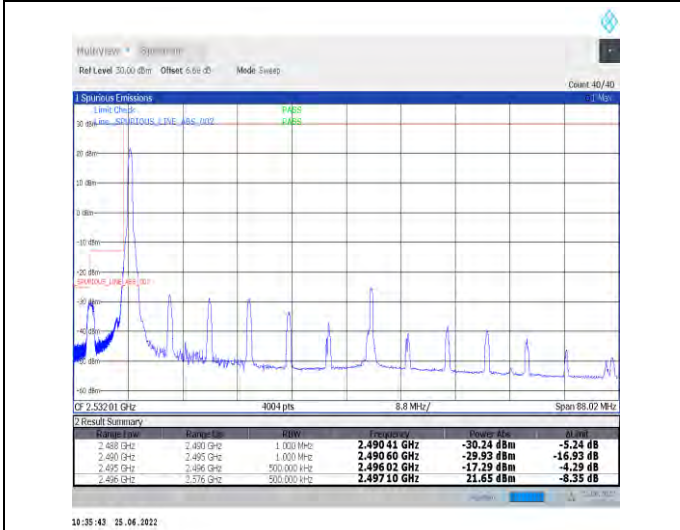 MultiView Spectrum
Ref Level 30.00 dBm Offset 6.68 dB Mode Sweep
Count 40/40
1 Spurious Emissions
Limit Check PASS
Line _SPURIOUS_LINE_ABS_002 PASS
30 dBm
20 dBm
10 dBm
0 dBm
-10 dBm
-20 dBm
_SPURIOUS_LINE_ABS_002
-30 dBm
-40 dBm
-60 dBm
CF 2.53201 GHz 4004 pts 8.8 MHz/ Span 88.02 MHz
2 Result Summary
Range Low Range Up RBW Frequency Power Abs ΔLimit
2.488 GHz 2.490 GHz 1.000 MHz 2.490 41 GHz -30.24 dBm -5.24 dB
2.490 GHz 2.495 GHz 1.000 MHz 2.490 60 GHz -29.93 dBm -16.93 dB
2.495 GHz 2.496 GHz 500.000 kHz 2.496 02 GHz -17.29 dBm -4.29 dB
2.496 GHz 2.576 GHz 500.000 kHz 2.497 10 GHz 21.65 dBm -8.35 dB
10:35:43 25.06.2022